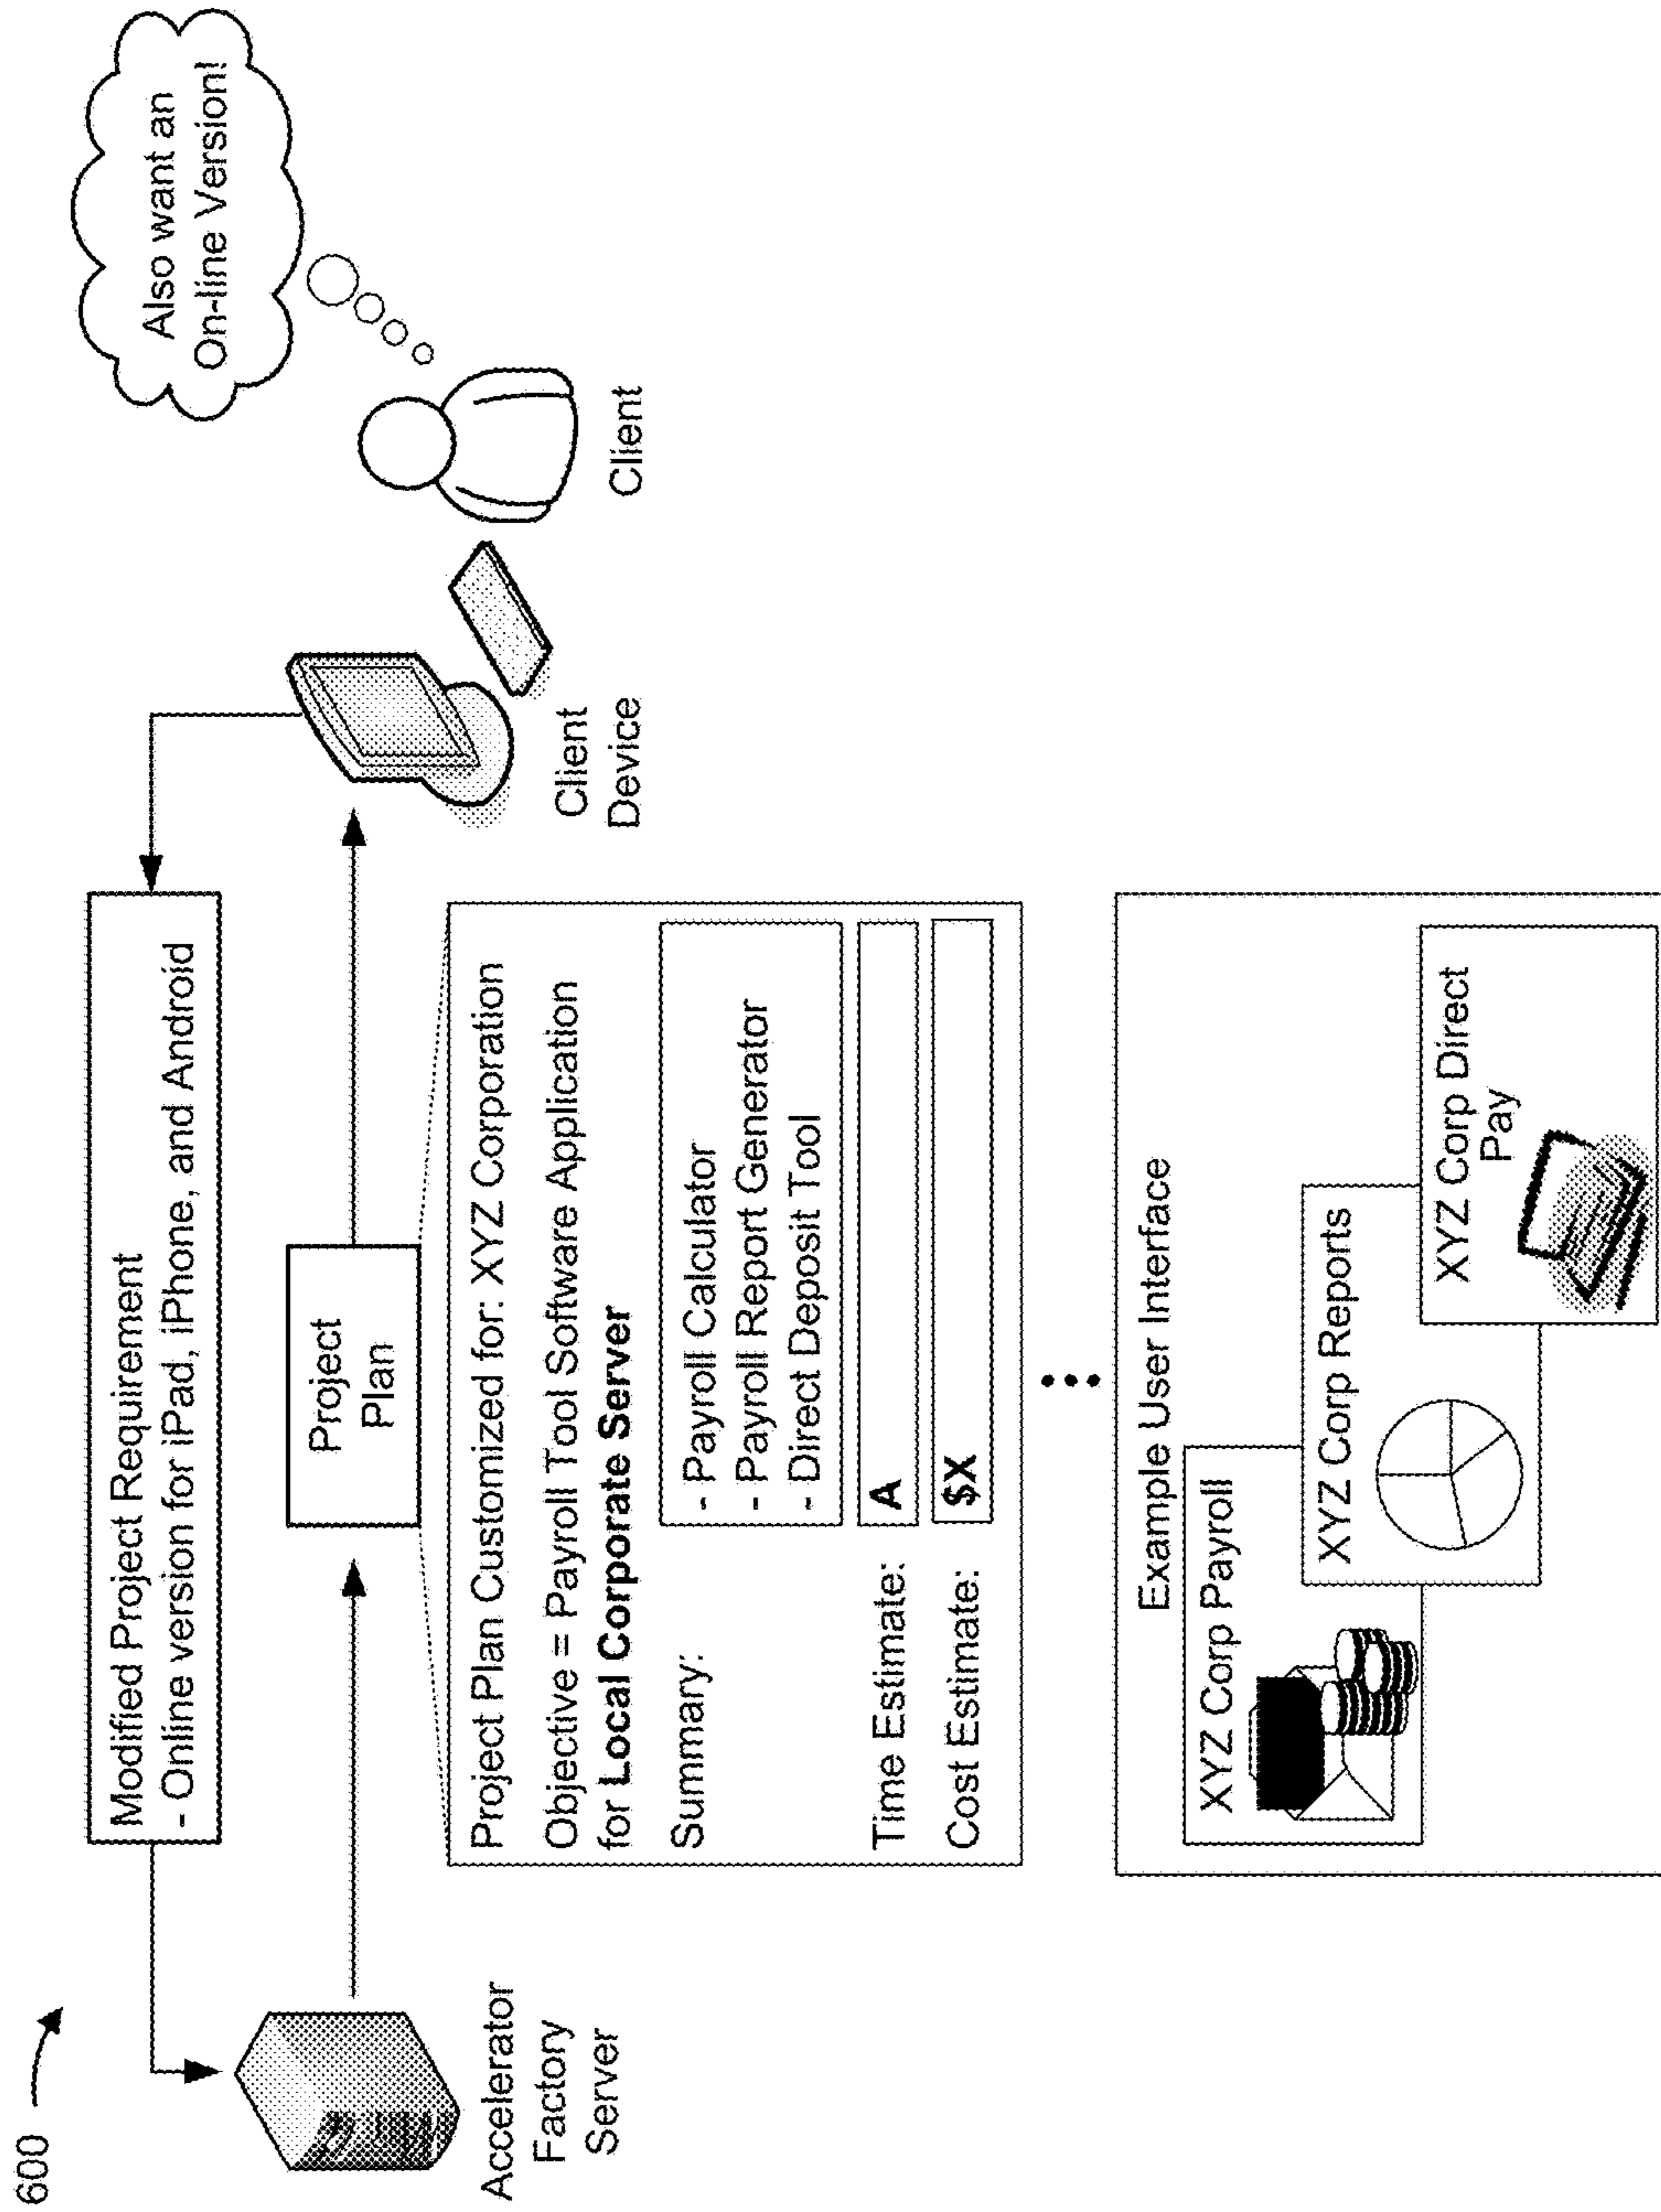 600
Modified Project Requirement
- Online version for iPad, iPhone, and Android
Also want an
On-line Version!
Project
Plan
Accelerator
Factory
Server
Client
Device
Client
Project Plan Customized for: XYZ Corporation
Objective = Payroll Tool Software Application
for Local Corporate Server
Summary:
- Payroll Calculator
- Payroll Report Generator
- Direct Deposit Tool
Time Estimate:
A
Cost Estimate:
$X
Example User Interface
XYZ Corp Payroll
XYZ Corp Reports
XYZ Corp Direct
Pay